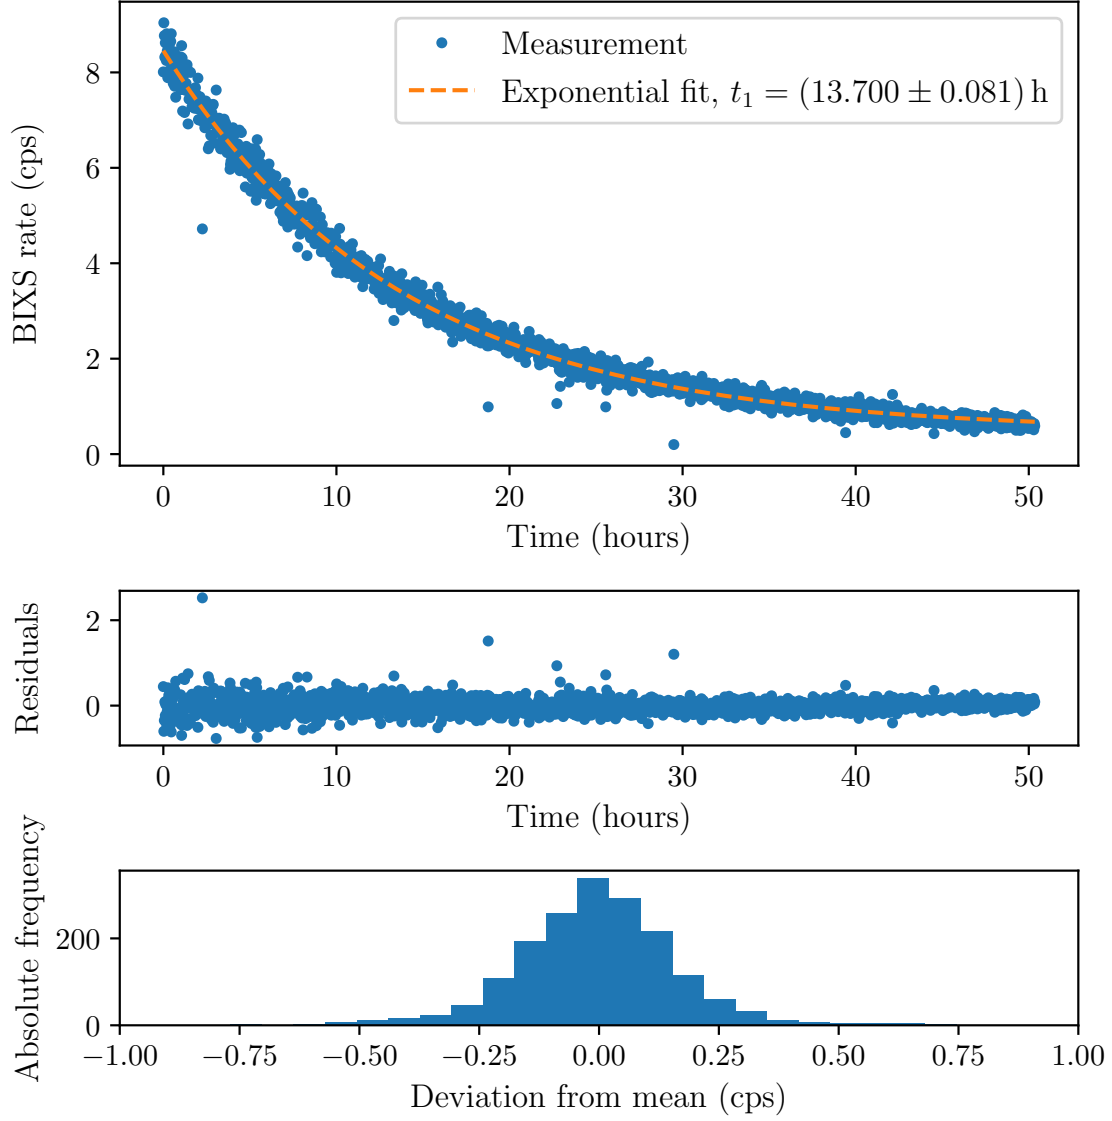 Measurement
Exponential fit, t₁ = (13.700 ± 0.081) h
BIXS rate (cps)
8
6
4
2
0
0 10 20 30 40 50
Time (hours)
Residuals
2
0
0 10 20 30 40 50
Time (hours)
Absolute frequency
200
0
−1.00 −0.75 −0.50 −0.25 0.00 0.25 0.50 0.75 1.00
Deviation from mean (cps)